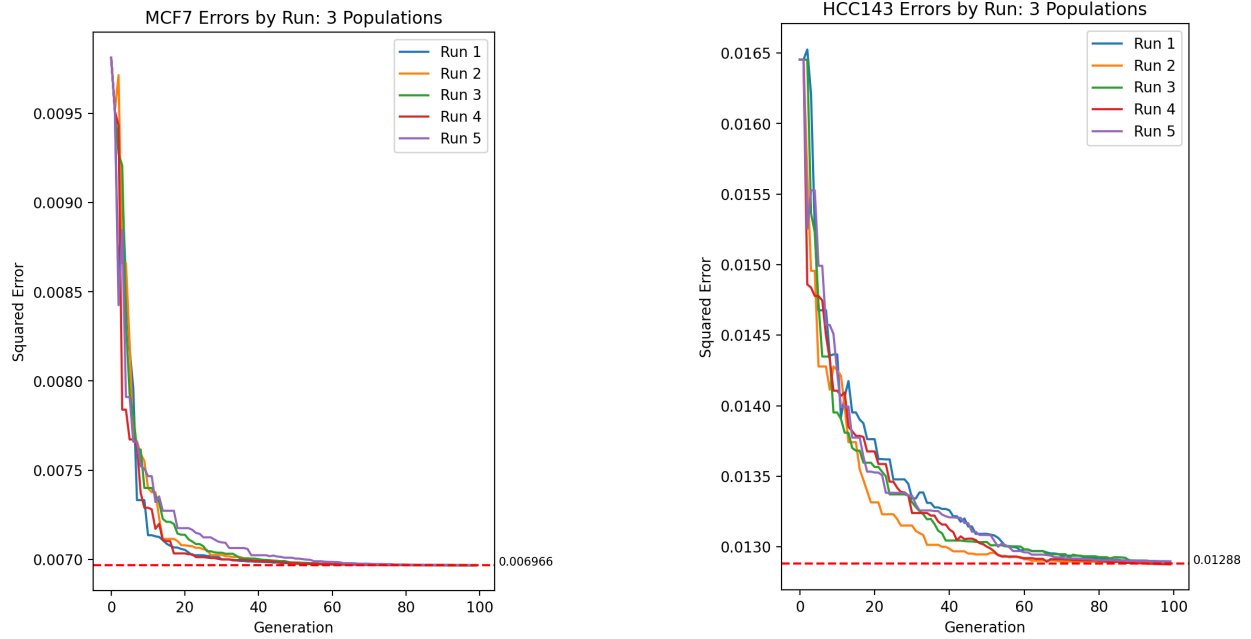 MCF7 Errors by Run: 3 Populations
Run 1
Run 2
Run 3
Run 4
Run 5
0.0095
0.0090
0.0085
0.0080
0.0075
0.0070
0.006966
Squared Error
0 20 40 60 80 100
Generation
HCC143 Errors by Run: 3 Populations
Run 1
Run 2
Run 3
Run 4
Run 5
0.0165
0.0160
0.0155
0.0150
0.0145
0.0140
0.0135
0.0130
0.01288
Squared Error
0 20 40 60 80 100
Generation